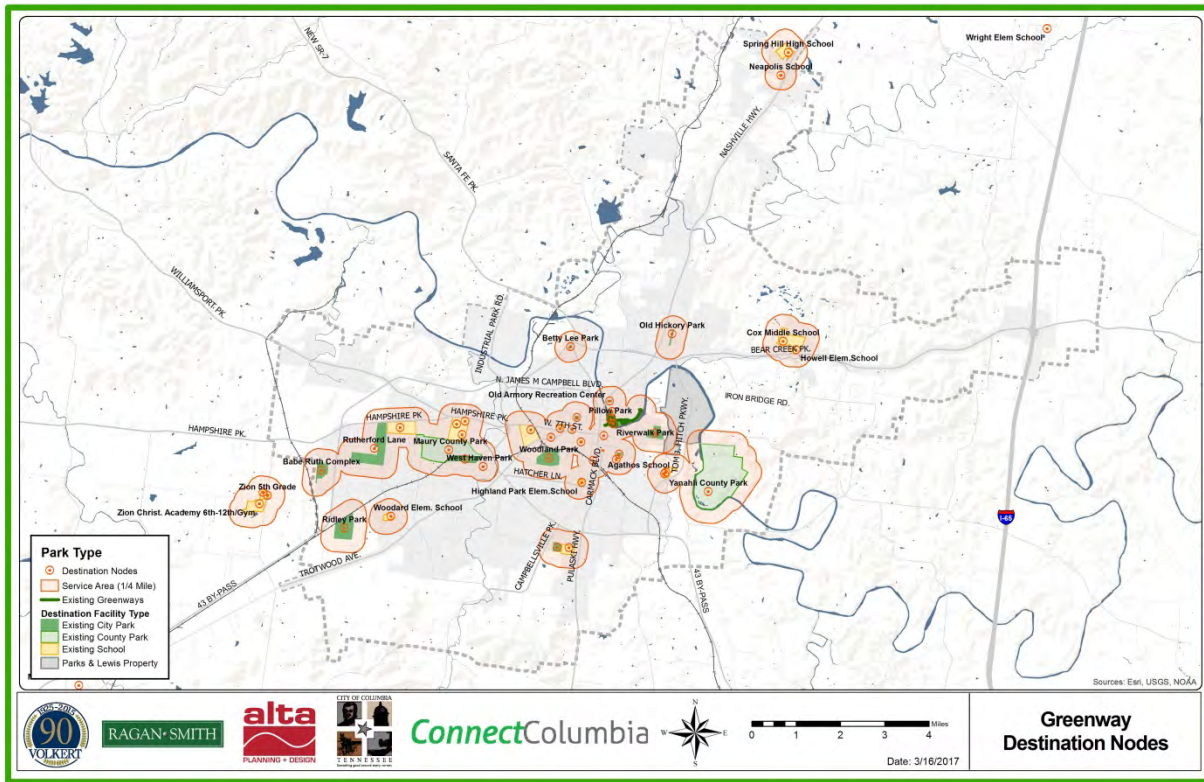 NEW SR-7
Spring Hill High School
Wright Elem School
Neapolis School
NASHVILLE HWY.
SANTA FE PK.
WILLIAMSPORT PK.
INDUSTRIAL PARK RD.
Betty Lee Park
Old Hickory Park
Cox Middle School
BEAR CREEK PK.
Howell Elem.School
N. JAMES M CAMPBELL BLVD.
Old Armory Recreation Center
IRON BRIDGE RD.
HAMPSHIRE PK.
HAMPSHIRE PK
HAMPSHIRE PK.
W. 7TH ST.
Pillow Park
Riverwalk Park
TOM J. HITCH PKWY.
Rutherford Lane
Maury County Park
West Haven Park
Woodland Park
HATCHER LN.
CARMACK BLVD.
Agathos School
Yanahli County Park
Babe Ruth Complex
Highland Park Elem.School
Zion 5th Grade
Zion Christ. Academy 6th-12th/Gym
Ridley Park
Woodard Elem. School
TROTWOOD AVE.
43 BY-PASS
CAMPBELLSVILLE PK.
PULASKI HWY.
43 BY-PASS
I-65
Park Type
Destination Nodes
Service Area (1/4 Mile)
Existing Greenways
Destination Facility Type
Existing City Park
Existing County Park
Existing School
Parks & Lewis Property
Sources: Esri, USGS, NOAA
1925-2015
90
VOLKERT
RAGAN•SMITH
alta
PLANNING + DESIGN
CITY OF COLUMBIA
TENNESSEE
ConnectColumbia
N
W
E
S
0 1 2 3 4
Miles
Date: 3/16/2017
Greenway
Destination Nodes